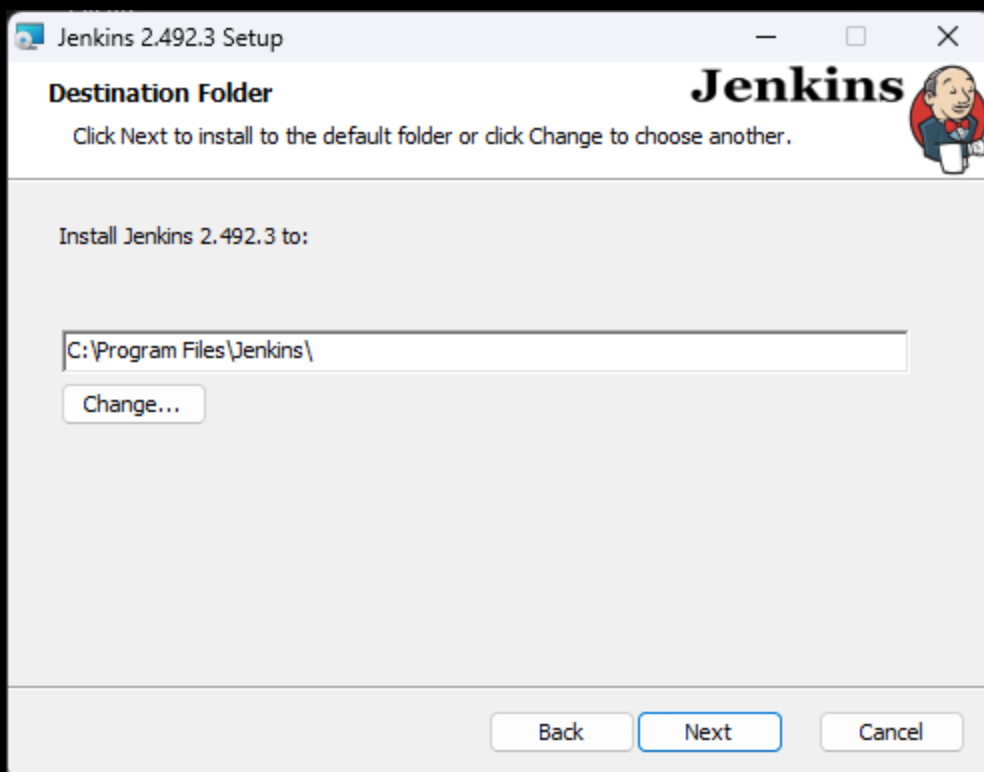 Jenkins 2.492.3 Setup
Destination Folder
Jenkins
Click Next to install to the default folder or click Change to choose another.
Install Jenkins 2.492.3 to:
C:\Program Files\Jenkins\
Change...
Back
Next
Cancel